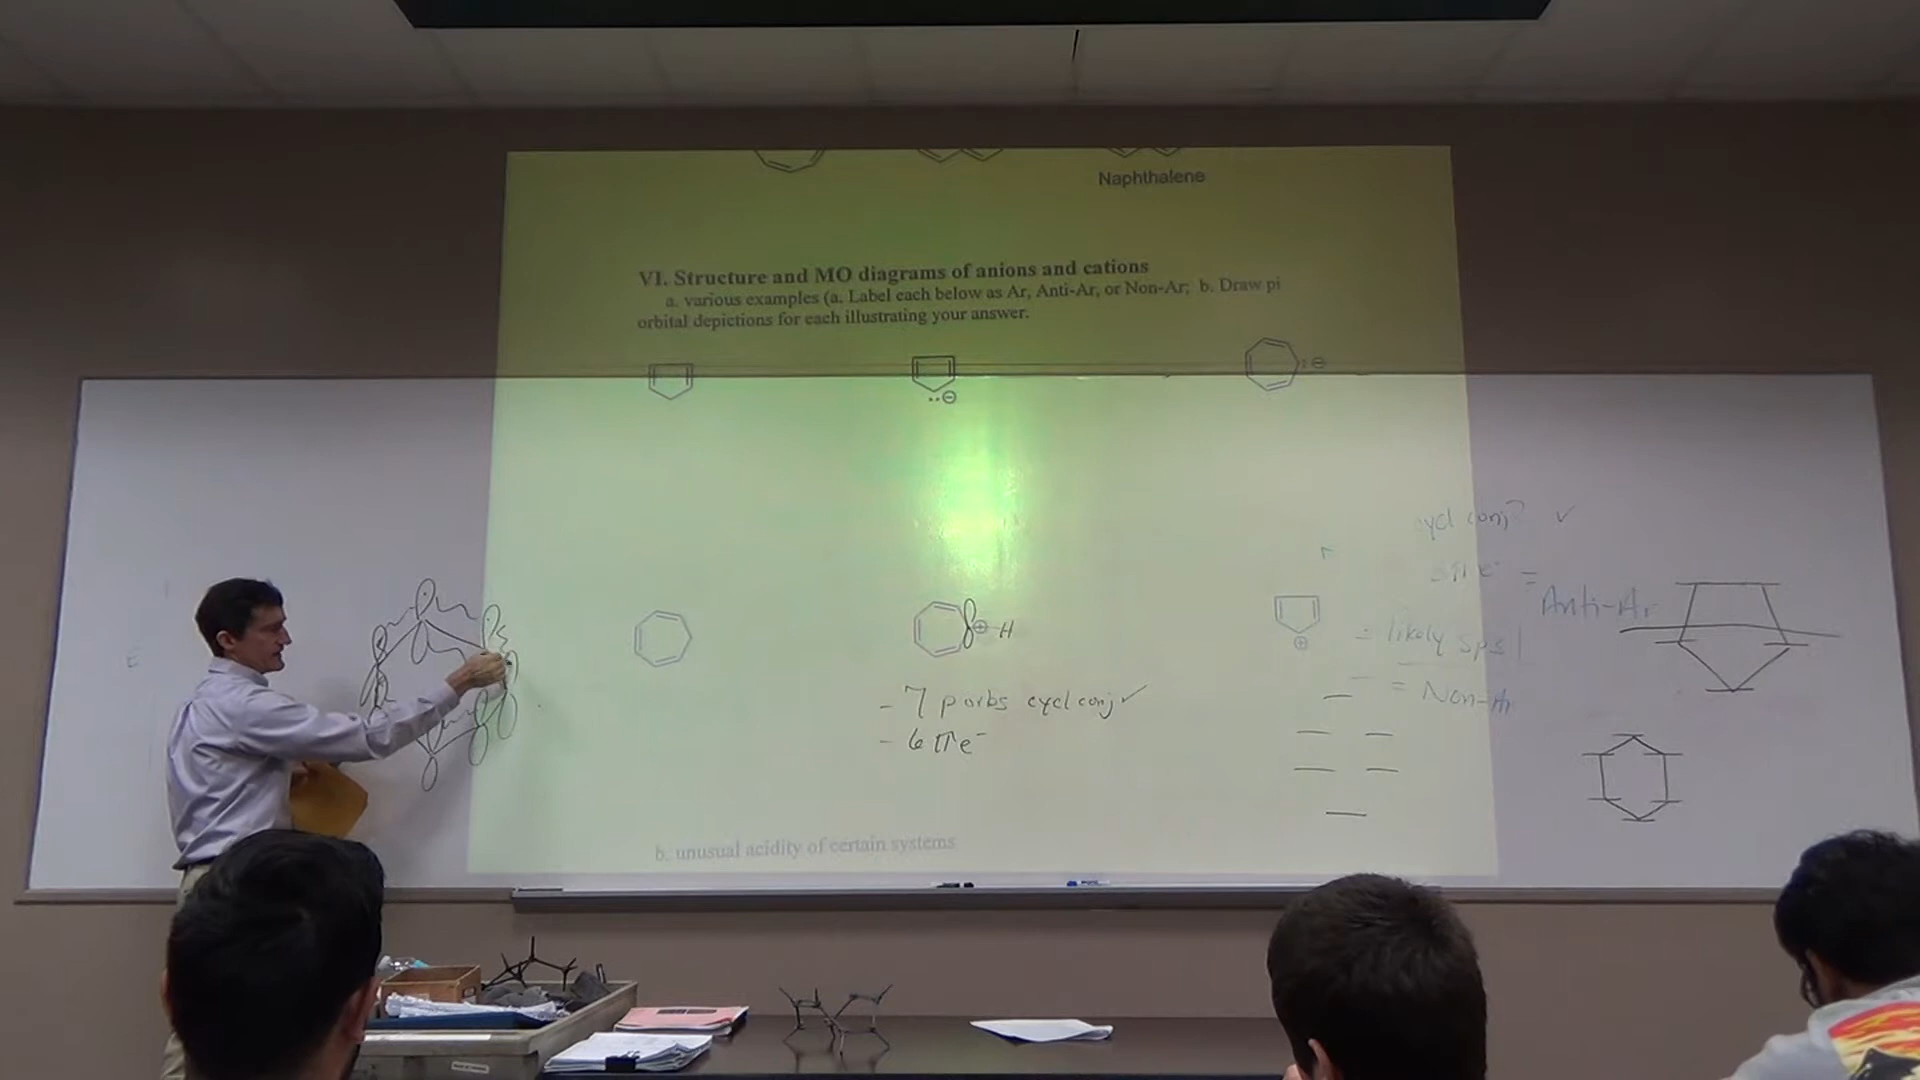 Naphthalene
VI. Structure and MO diagrams of anions and cations
a. various examples (a. Label each below as Ar, Anti-Ar, or Non-Ar; b. Draw pi
orbital depictions for each illustrating your answer.
cycl conj? ✓
πe⁻ =
Anti-Ar
= likely sps
= Non-Ar
⊕-H
- 7 p orbs cycl conj ✓
- 6 πe⁻
b. unusual acidity of certain systems